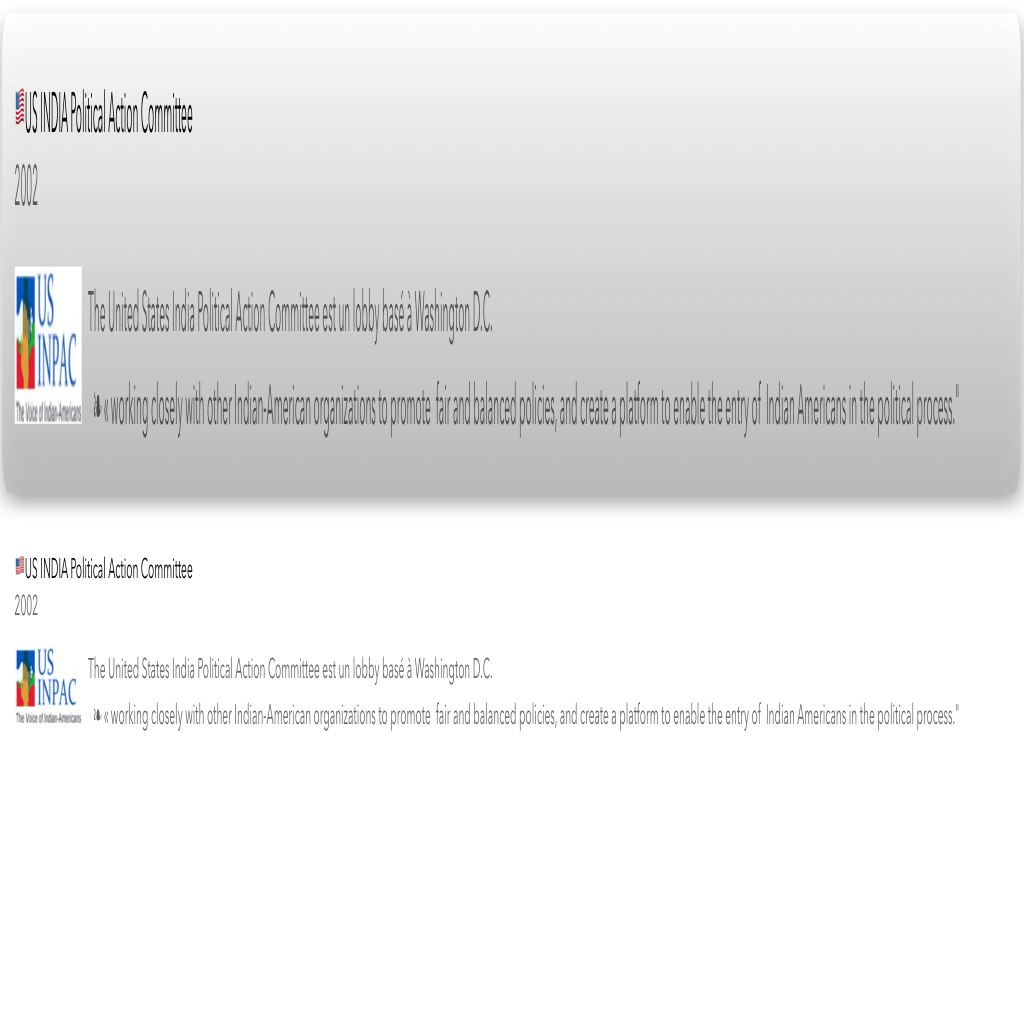 US INDIA Political Action Committee
2002
US
INPAC
The Voice of Indian-Americans
The United States India Political Action Committee est un lobby basé à Washington D.C.
« working closely with other Indian-American organizations to promote fair and balanced policies, and create a platform to enable the entry of Indian Americans in the political process."
US INDIA Political Action Committee
2002
US
INPAC
The Voice of Indian-Americans
The United States India Political Action Committee est un lobby basé à Washington D.C.
« working closely with other Indian-American organizations to promote fair and balanced policies, and create a platform to enable the entry of Indian Americans in the political process."